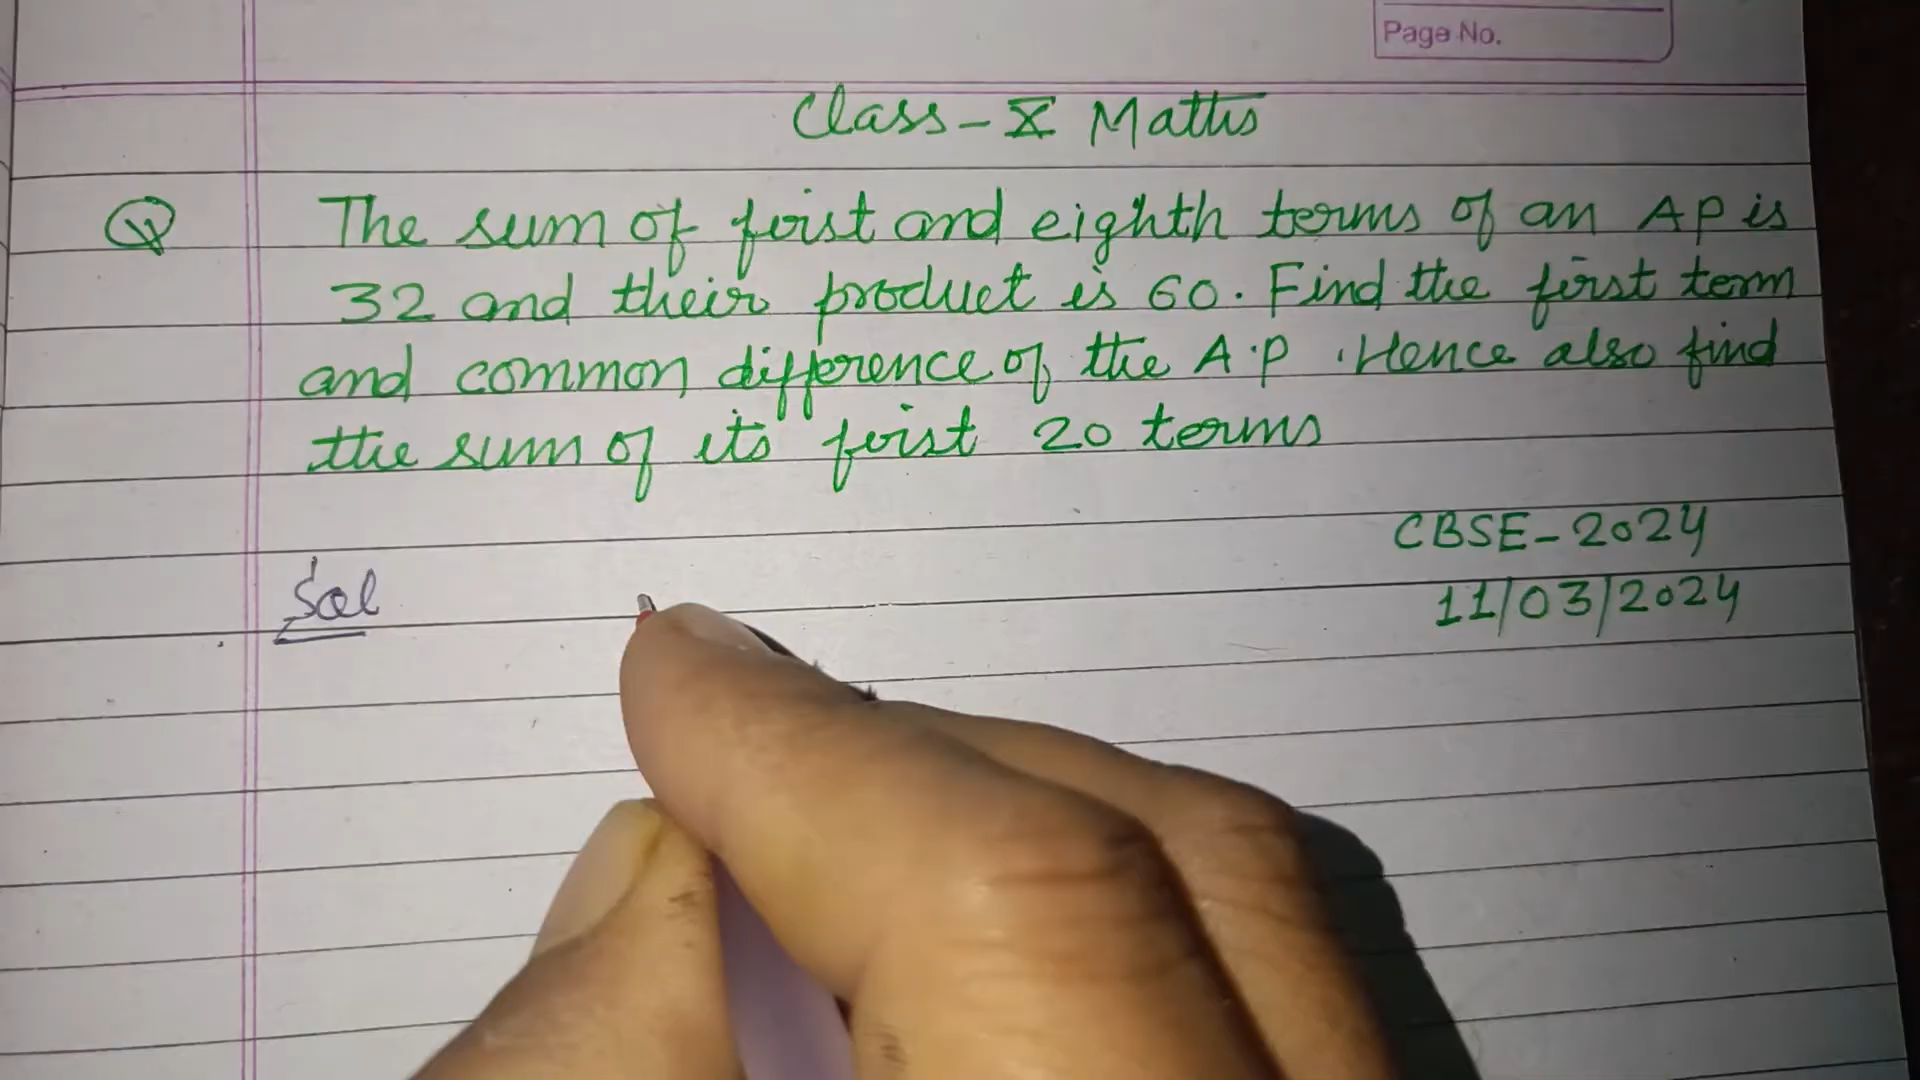 Page No.
Class - X Maths
Q The sum of first and eighth terms of an AP is
32 and their product is 60. Find the first term
and common difference of the A.P. Hence also find
the sum of its first 20 terms
CBSE-2024
Sol
11/03/2024